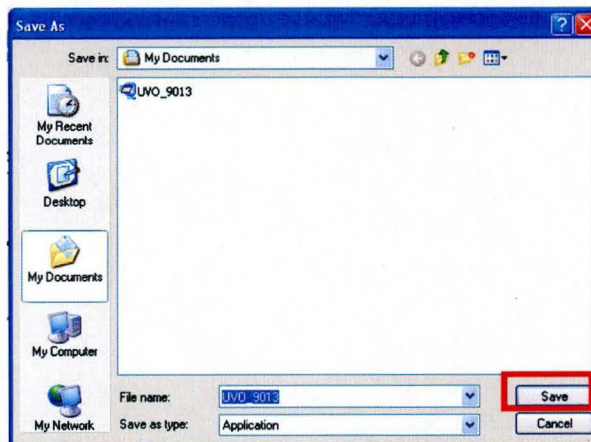 Save As
Save in: My Documents
UVO_9013
My Recent
Documents
Desktop
My Documents
My Computer
My Network
File name: UVO_9013
Save as type: Application
Save
Cancel